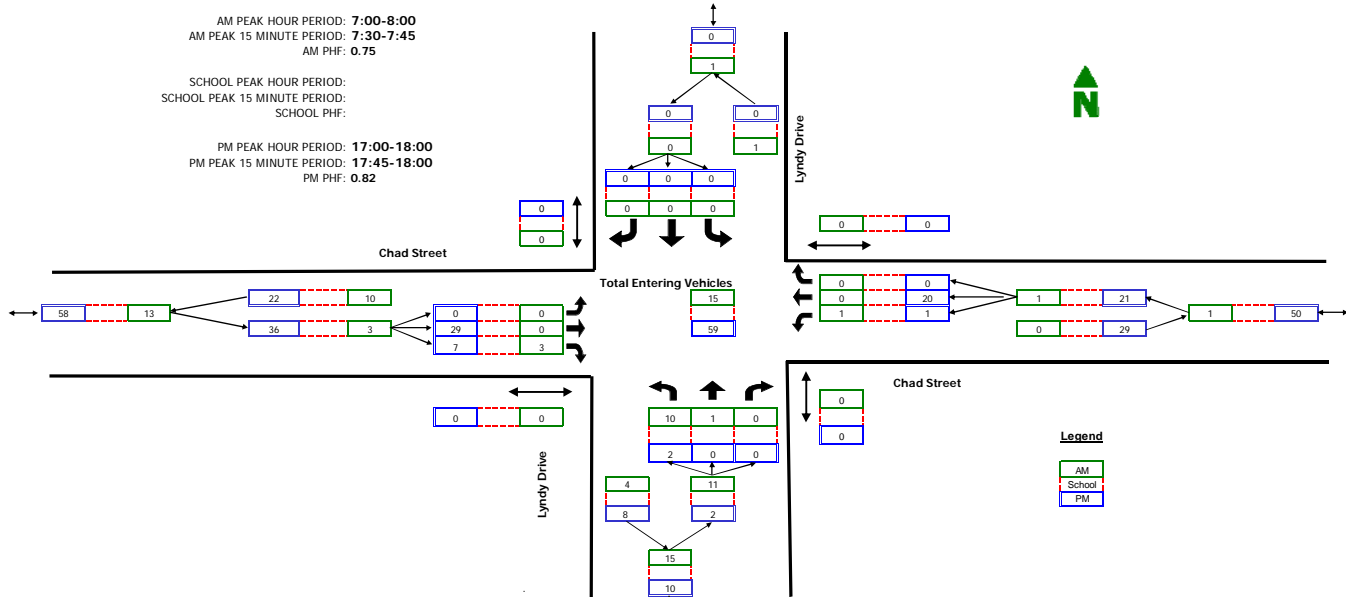 AM PEAK HOUR PERIOD: 7:00-8:00
AM PEAK 15 MINUTE PERIOD: 7:30-7:45
AM PHF: 0.75
SCHOOL PEAK HOUR PERIOD:
SCHOOL PEAK 15 MINUTE PERIOD:
SCHOOL PHF:
PM PEAK HOUR PERIOD: 17:00-18:00
PM PEAK 15 MINUTE PERIOD: 17:45-18:00
PM PHF: 0.82
0
1
0 0
0 1
0 0 0
0 0 0
Lyndy Drive
N
0
0
0 0
Chad Street
Total Entering Vehicles
15
59
22 10
58 13
36 3
0 0
29 0
7 3
0 0
0 20
1 1
1 21
0 29
1 50
Chad Street
0 0
0
0
Lyndy Drive
10 1 0
2 0 0
4 11
8 2
15
10
Legend
AM
School
PM